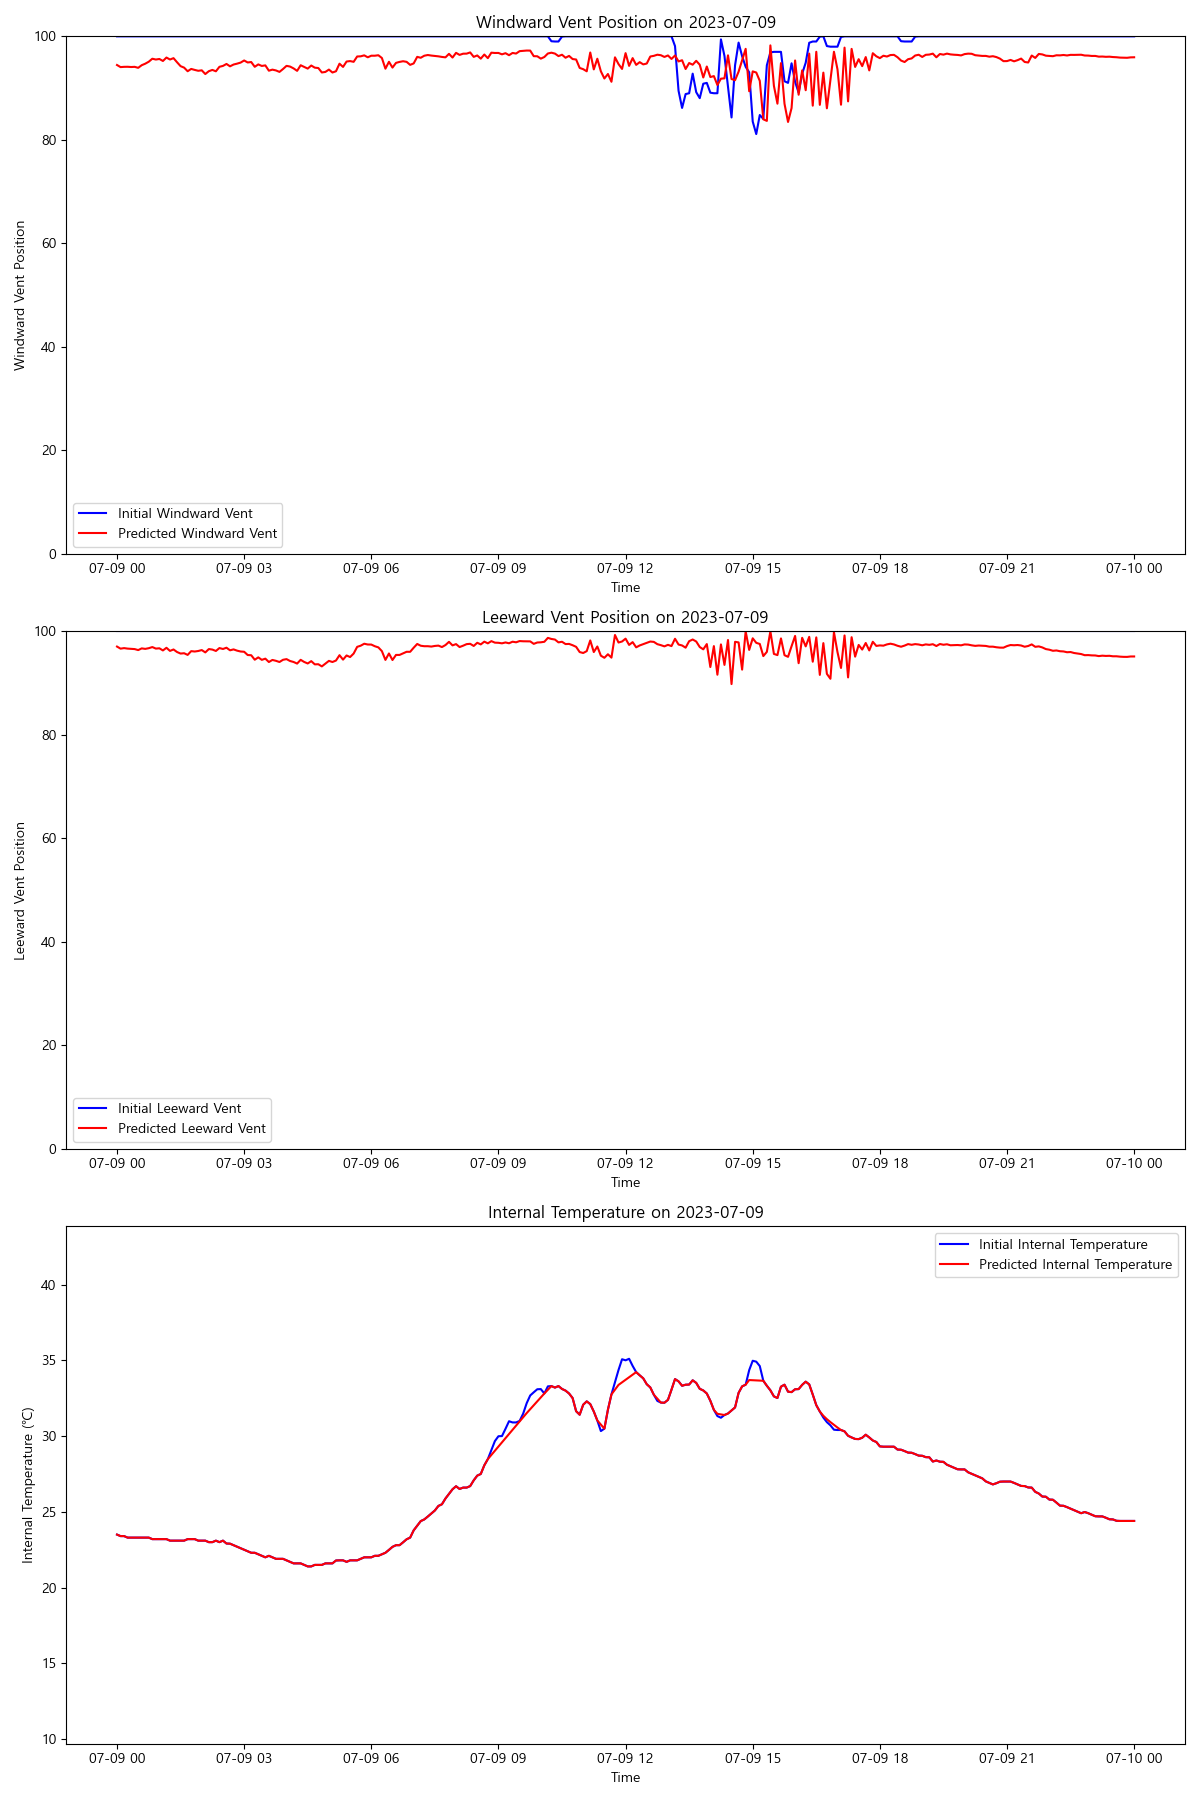 Windward Vent Position on 2023-07-09
Windward Vent Position
100
80
60
40
20
0
Initial Windward Vent
Predicted Windward Vent
07-09 00 07-09 03 07-09 06 07-09 09 07-09 12 07-09 15 07-09 18 07-09 21 07-10 00
Time
Leeward Vent Position on 2023-07-09
Leeward Vent Position
100
80
60
40
20
0
Initial Leeward Vent
Predicted Leeward Vent
07-09 00 07-09 03 07-09 06 07-09 09 07-09 12 07-09 15 07-09 18 07-09 21 07-10 00
Time
Internal Temperature on 2023-07-09
Internal Temperature (℃)
Initial Internal Temperature
Predicted Internal Temperature
40
35
30
25
20
15
10
07-09 00 07-09 03 07-09 06 07-09 09 07-09 12 07-09 15 07-09 18 07-09 21 07-10 00
Time